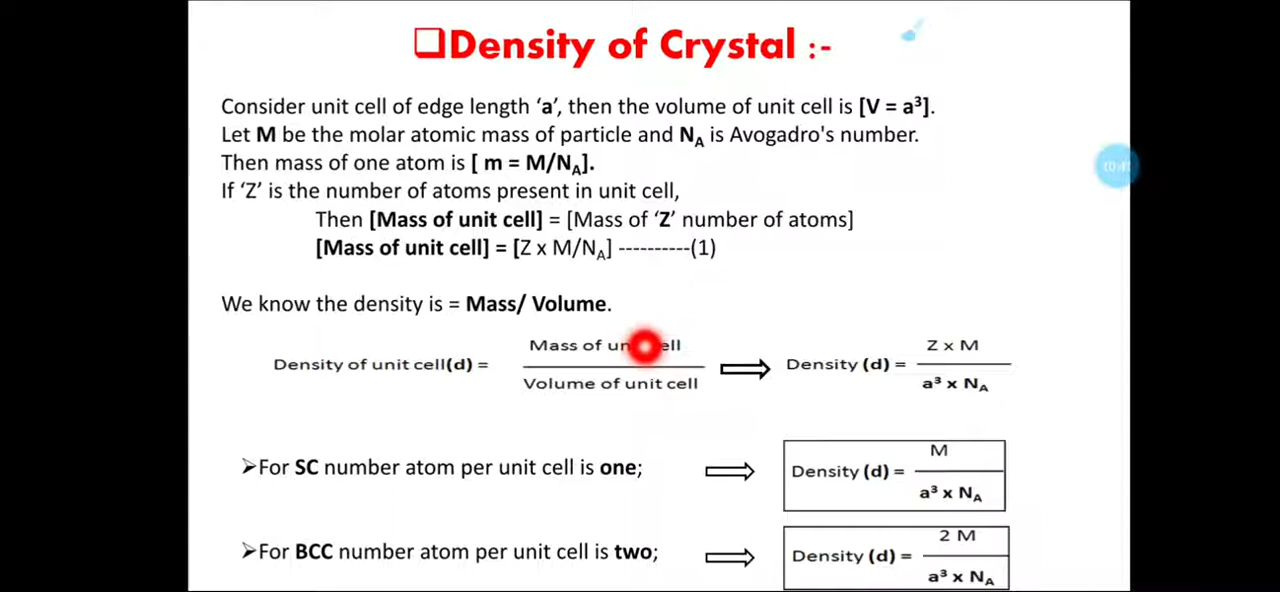 ❑Density of Crystal :-
Consider unit cell of edge length ‘a’, then the volume of unit cell is [V = a³].
Let M be the molar atomic mass of particle and Nₐ is Avogadro's number.
Then mass of one atom is [ m = M/Nₐ].
If ‘Z’ is the number of atoms present in unit cell,
Then [Mass of unit cell] = [Mass of ‘Z’ number of atoms]
[Mass of unit cell] = [Z x M/Nₐ] ----------(1)
We know the density is = Mass/ Volume.
Mass of un ell
Density of unit cell(d) =
Volume of unit cell
Z x M
Density (d) =
a³ x Nₐ
➢For SC number atom per unit cell is one;
M
Density (d) =
a³ x Nₐ
➢For BCC number atom per unit cell is two;
2 M
Density (d) =
a³ x Nₐ